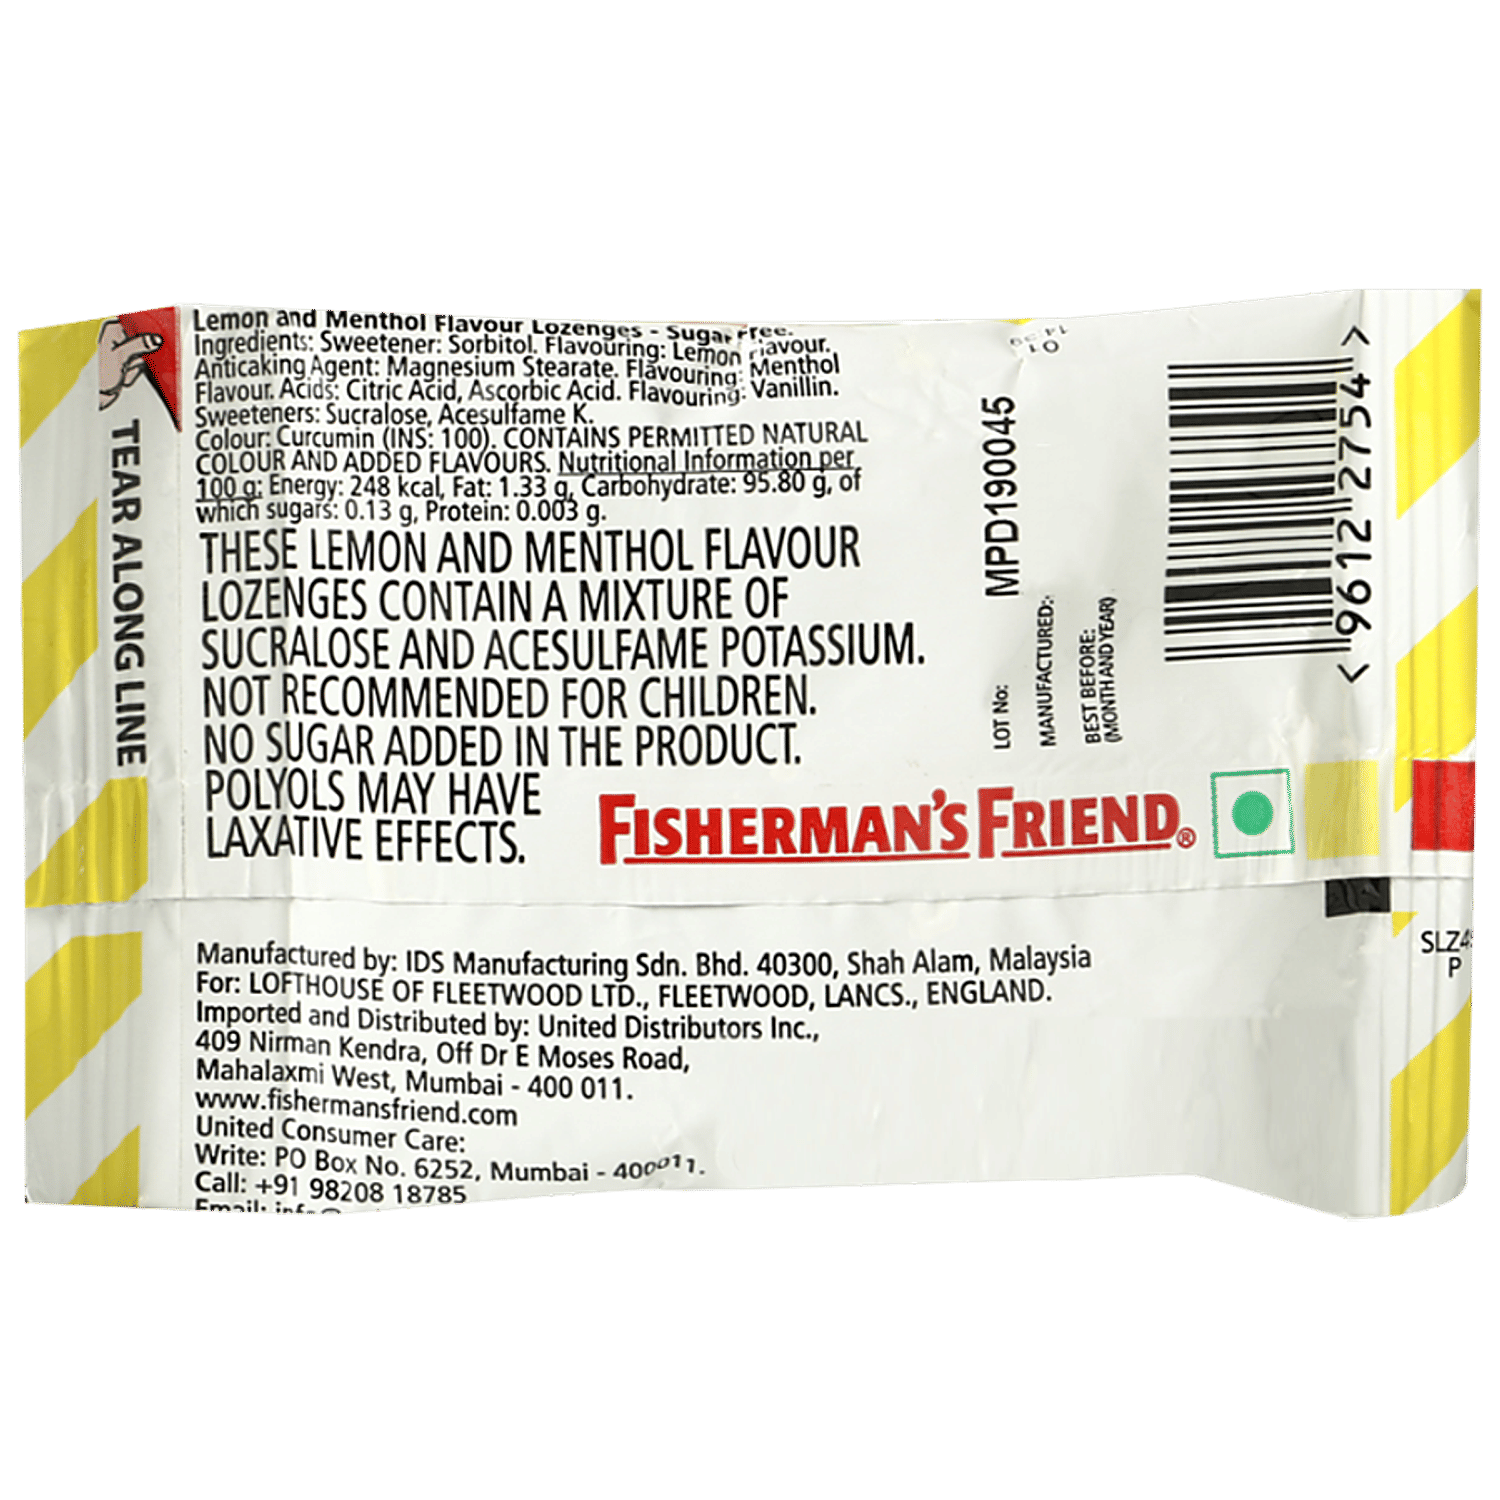 Lemon and Menthol Flavour Lozenges - Sugar Free.
Ingredients: Sweetener: Sorbitol. Flavouring: Lemon Flavour.
Anticaking Agent: Magnesium Stearate. Flavouring: Menthol
Flavour. Acids: Citric Acid, Ascorbic Acid. Flavouring: Vanillin.
Sweeteners: Sucralose, Acesulfame K.
Colour: Curcumin (INS: 100). CONTAINS PERMITTED NATURAL
COLOUR AND ADDED FLAVOURS. Nutritional Information per
100 g: Energy: 248 kcal, Fat: 1.33 g, Carbohydrate: 95.80 g, of
which sugars: 0.13 g, Protein: 0.003 g.
THESE LEMON AND MENTHOL FLAVOUR
LOZENGES CONTAIN A MIXTURE OF
SUCRALOSE AND ACESULFAME POTASSIUM.
NOT RECOMMENDED FOR CHILDREN.
NO SUGAR ADDED IN THE PRODUCT.
POLYOLS MAY HAVE
LAXATIVE EFFECTS.
FISHERMAN'S FRIEND®
TEAR ALONG LINE
MPD190045
LOT No:
MANUFACTURED:
BEST BEFORE:
(MONTH AND YEAR)
< 9612 2754 >
P
Manufactured by: IDS Manufacturing Sdn. Bhd. 40300, Shah Alam, Malaysia
For: LOFTHOUSE OF FLEETWOOD LTD., FLEETWOOD, LANCS., ENGLAND.
Imported and Distributed by: United Distributors Inc.,
409 Nirman Kendra, Off Dr E Moses Road,
Mahalaxmi West, Mumbai - 400 011.
www.fishermansfriend.com
United Consumer Care:
Write: PO Box No. 6252, Mumbai - 400011.
Call: +91 98208 18785
Email: